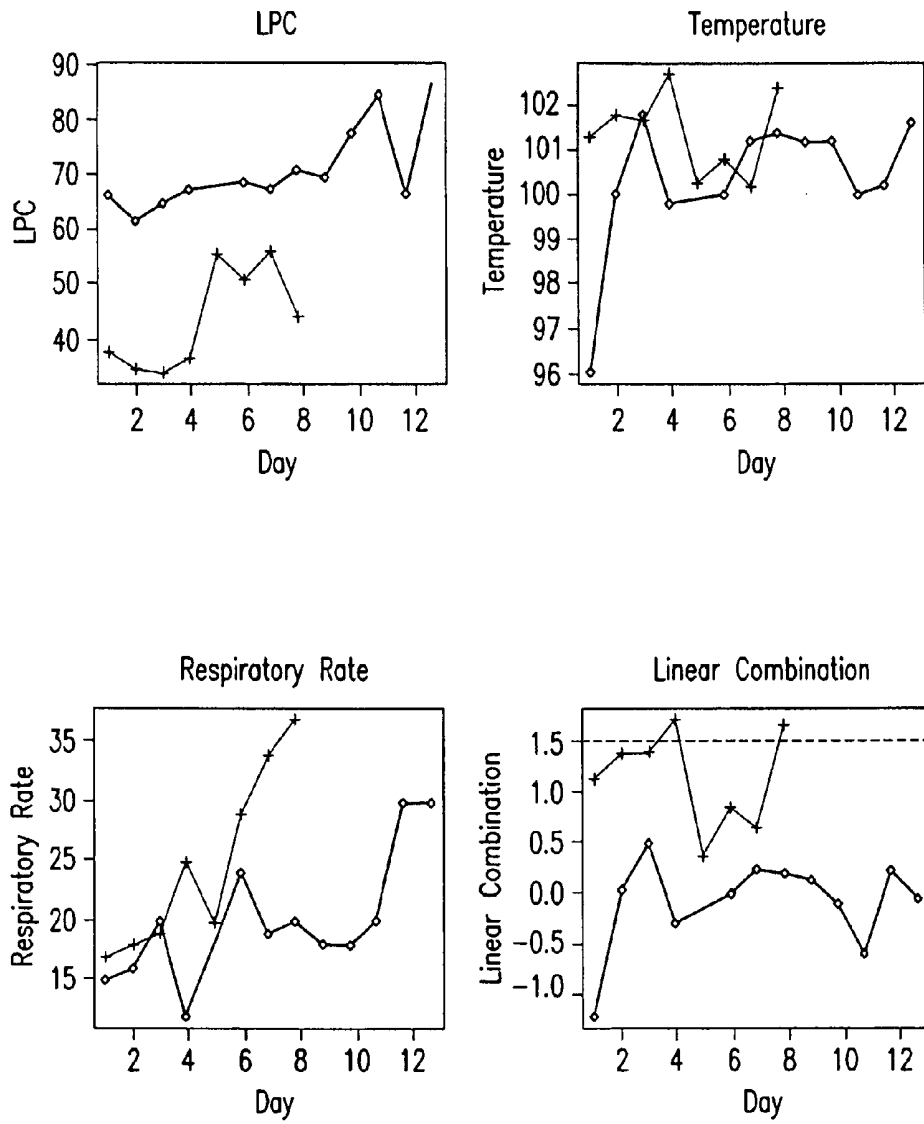 LPC
90
80
70
60
50
40
LPC
2 4 6 8 10 12
Day
Temperature
102
101
100
99
98
97
96
Temperature
2 4 6 8 10 12
Day
Respiratory Rate
35
30
25
20
15
Respiratory Rate
2 4 6 8 10 12
Day
Linear Combination
1.5
1.0
0.5
0.0
-0.5
-1.0
Linear Combination
2 4 6 8 10 12
Day